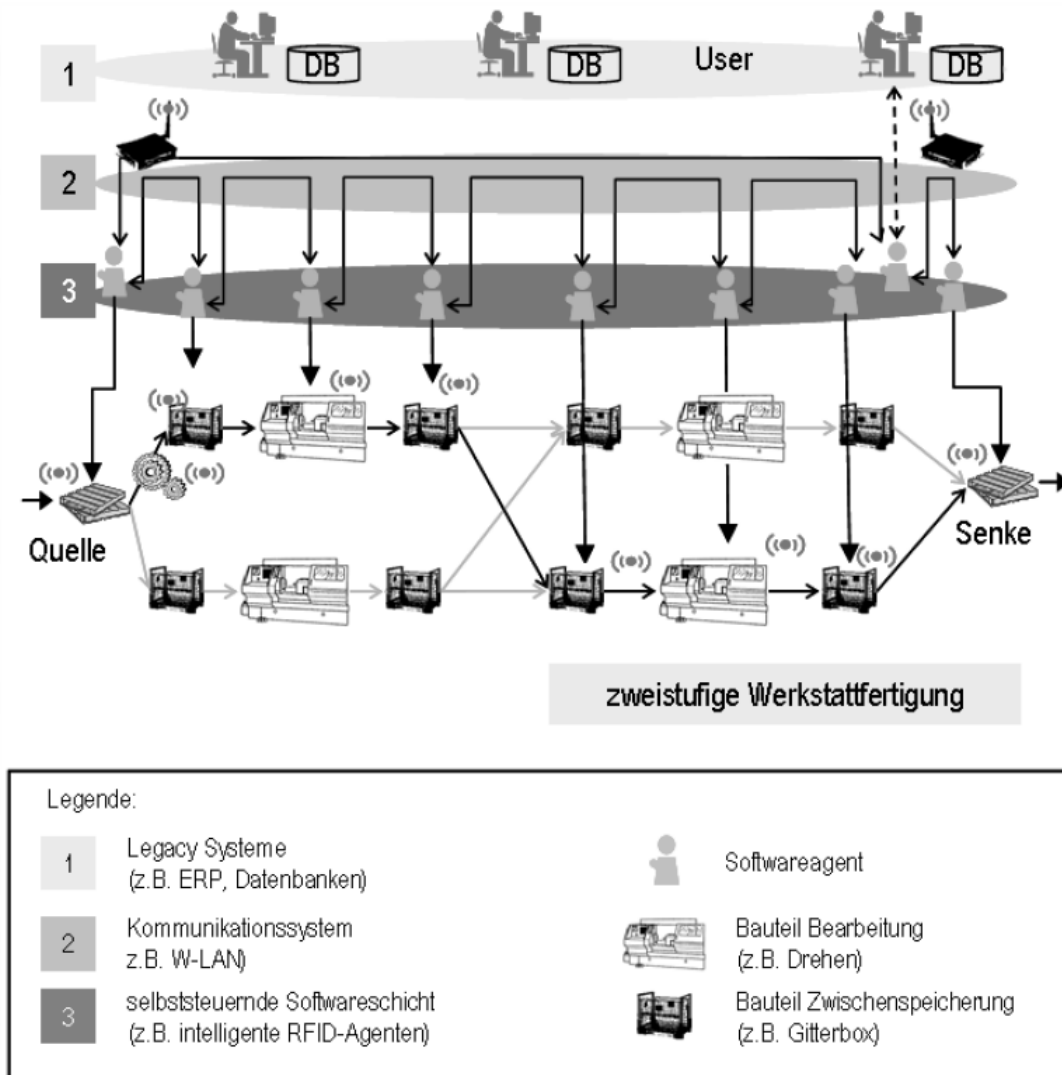 1
DB
DB
User
DB
2
3
Quelle
Senke
zweistufige Werkstattfertigung
Legende:
1
Legacy Systeme
(z.B. ERP, Datenbanken)
2
Kommunikationssystem
z.B. W-LAN)
3
selbststeuernde Softwareschicht
(z.B. intelligente RFID-Agenten)
Softwareagent
Bauteil Bearbeitung
(z.B. Drehen)
Bauteil Zwischenspeicherung
(z.B. Gitterbox)